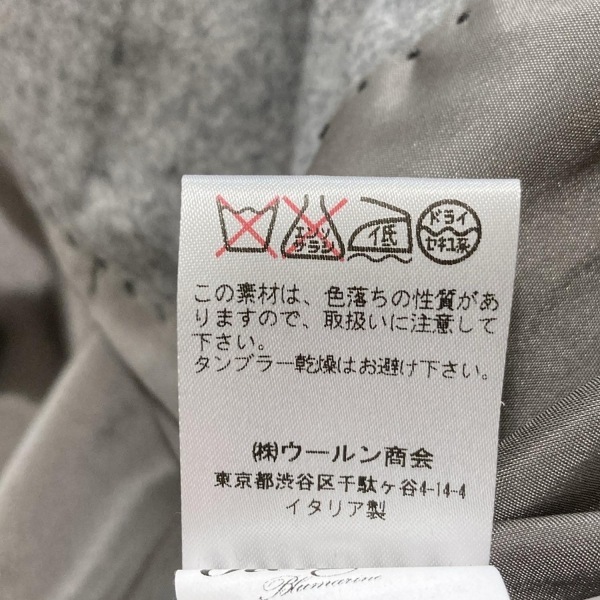 エンソ
サラシ
低
ドライ
セキユ系
この素材は、色落ちの性質があ
りますので、取扱いに注意して
下さい。
タンブラー乾燥はお避け下さい。
㈱ウールン商会
東京都渋谷区千駄ケ谷4-14-4
イタリア製
Blumarine